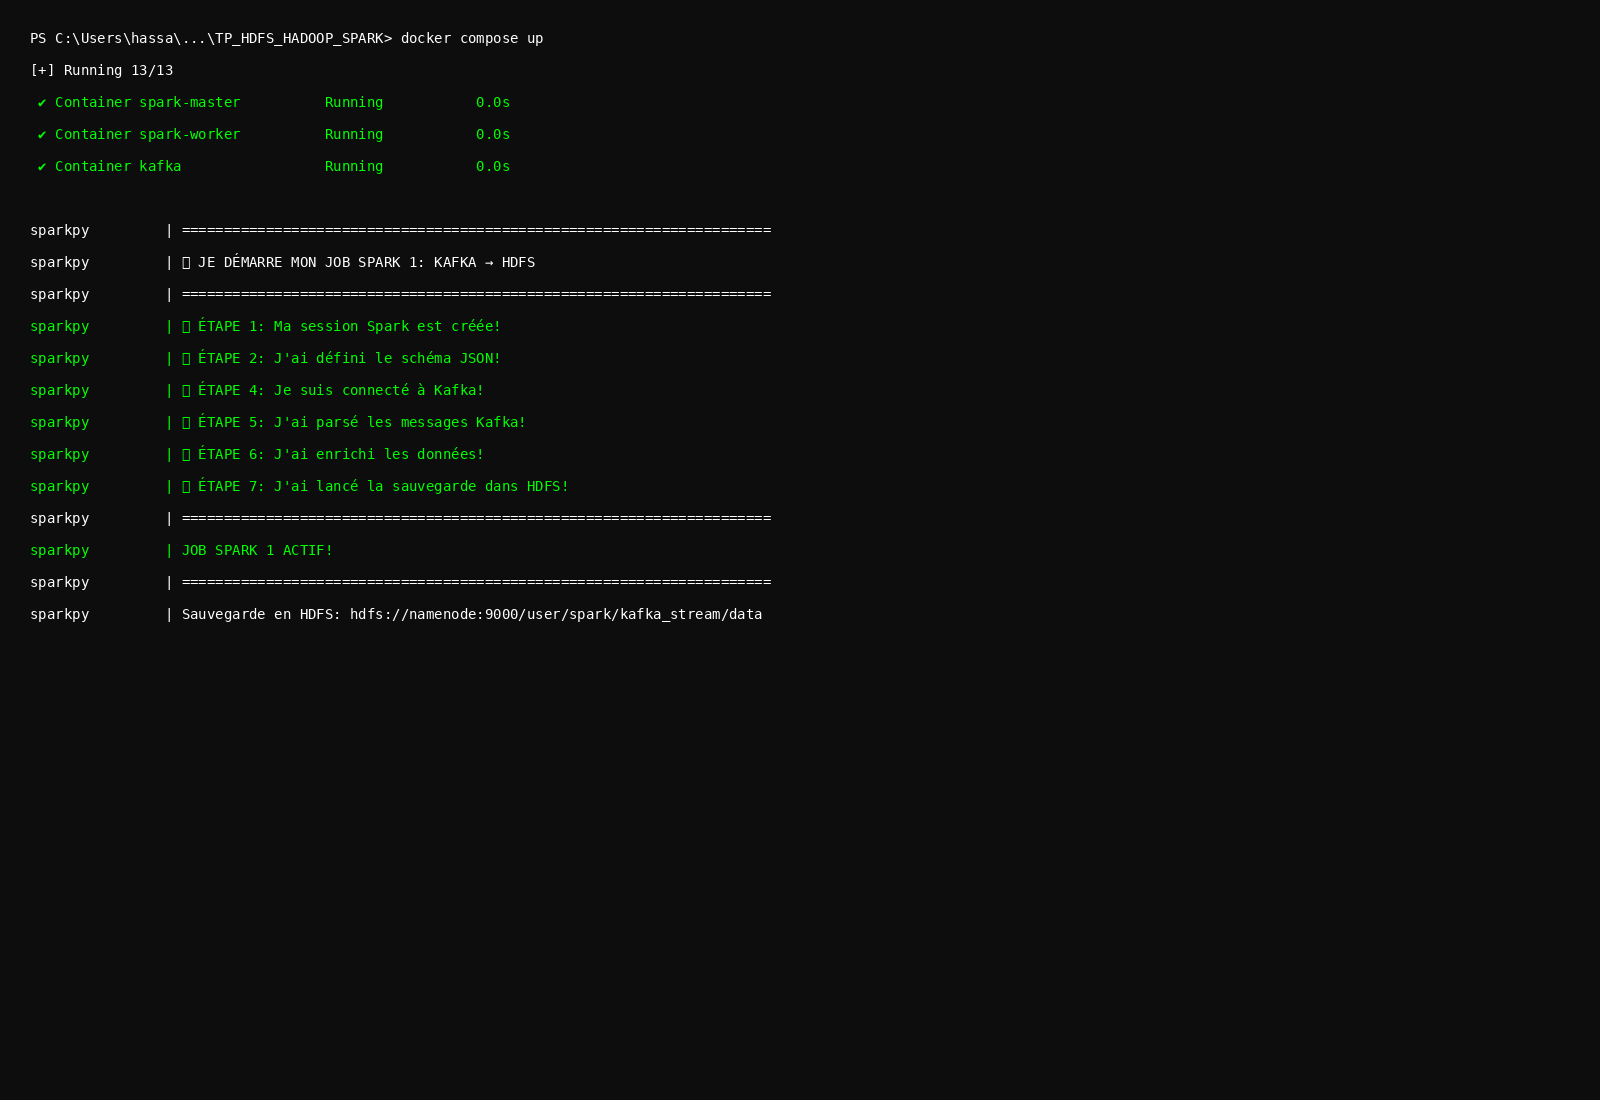 PS C:\Users\hassa\...\TP_HDFS_HADOOP_SPARK> docker compose up
[+] Running 13/13
✔ Container spark-master Running 0.0s
✔ Container spark-worker Running 0.0s
✔ Container kafka Running 0.0s
sparkpy | ======================================================================
sparkpy | JE DÉMARRE MON JOB SPARK 1: KAFKA → HDFS
sparkpy | ======================================================================
sparkpy | ÉTAPE 1: Ma session Spark est créée!
sparkpy | ÉTAPE 2: J'ai défini le schéma JSON!
sparkpy | ÉTAPE 4: Je suis connecté à Kafka!
sparkpy | ÉTAPE 5: J'ai parsé les messages Kafka!
sparkpy | ÉTAPE 6: J'ai enrichi les données!
sparkpy | ÉTAPE 7: J'ai lancé la sauvegarde dans HDFS!
sparkpy | ======================================================================
sparkpy | JOB SPARK 1 ACTIF!
sparkpy | ======================================================================
sparkpy | Sauvegarde en HDFS: hdfs://namenode:9000/user/spark/kafka_stream/data